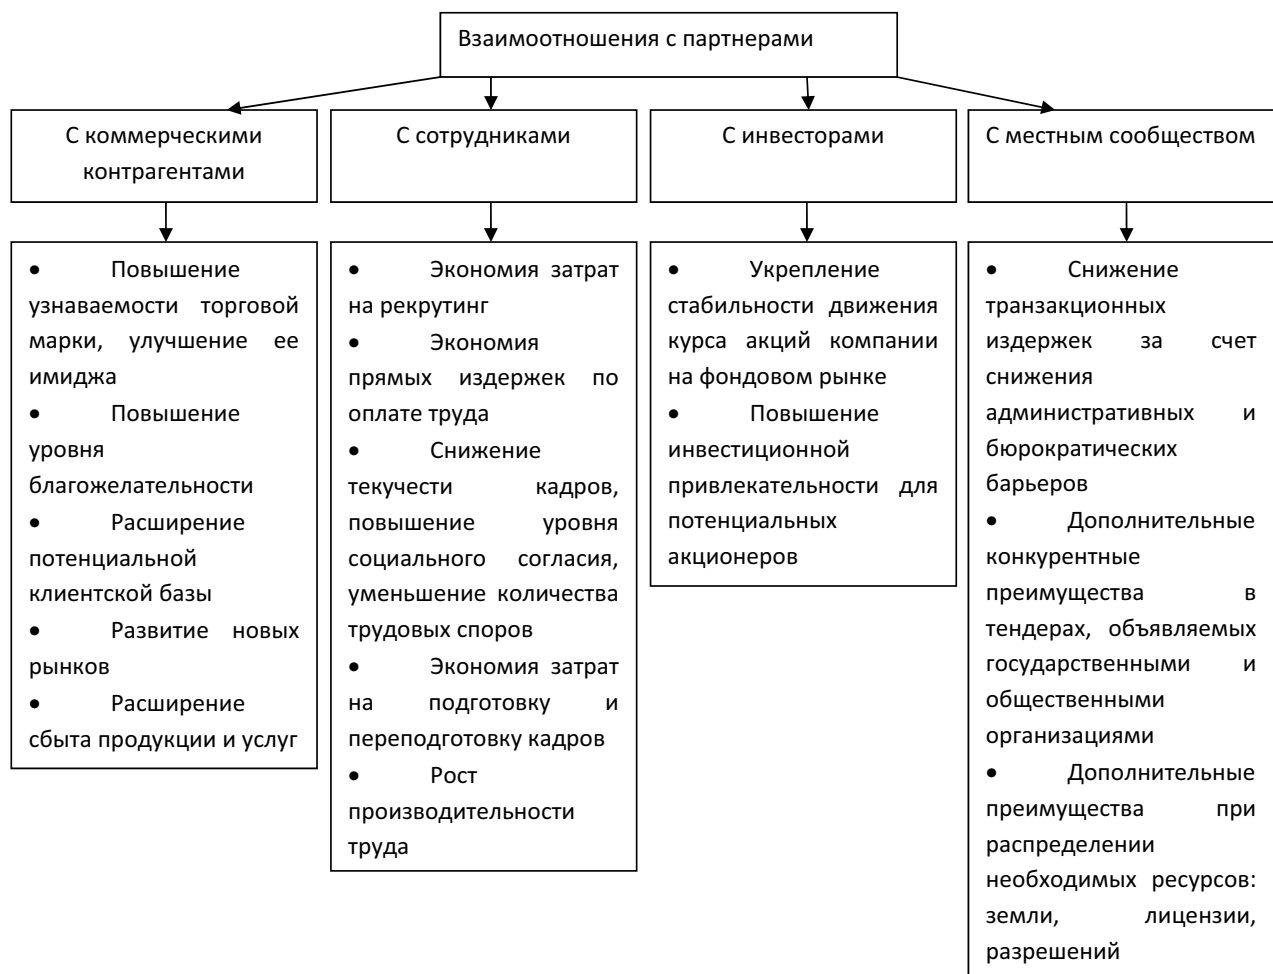 Взаимоотношения с партнерами
С коммерческими
контрагентами
С сотрудниками
С инвесторами
С местным сообществом
• Повышение
узнаваемости торговой
марки, улучшение ее
имиджа
• Повышение
уровня
благожелательности
• Расширение
потенциальной
клиентской базы
• Развитие новых
рынков
• Расширение
сбыта продукции и услуг
• Экономия затрат
на рекрутинг
• Экономия
прямых издержек по
оплате труда
• Снижение
текучести кадров,
повышение уровня
социального согласия,
уменьшение количества
трудовых споров
• Экономия затрат
на подготовку и
переподготовку кадров
• Рост
производительности
труда
• Укрепление
стабильности движения
курса акций компании
на фондовом рынке
• Повышение
инвестиционной
привлекательности для
потенциальных
акционеров
• Снижение
транзакционных
издержек за счет
снижения
административных и
бюрократических
барьеров
• Дополнительные
конкурентные
преимущества в
тендерах, объявляемых
государственными и
общественными
организациями
• Дополнительные
преимущества при
распределении
необходимых ресурсов:
земли, лицензии,
разрешений